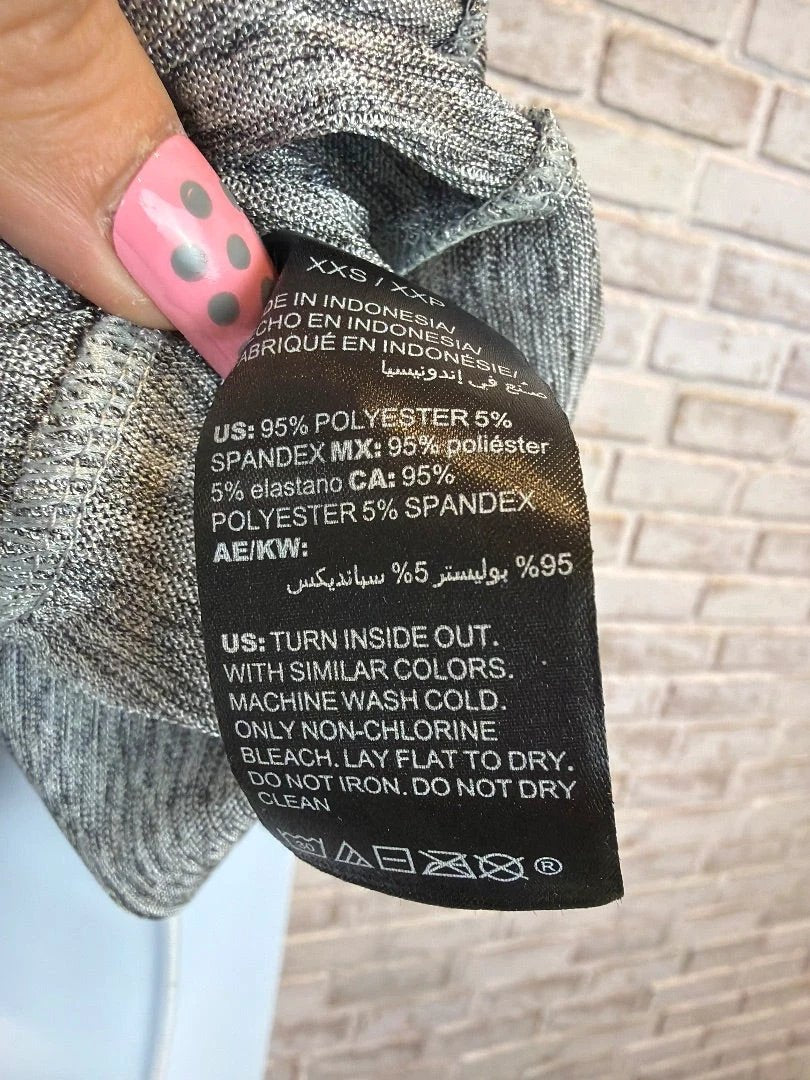 XXS / XXP
DE IN INDONESIA/
CHO EN INDONESIA/
ABRIQUÉ EN INDONÉSIE/
صنع في إندونيسيا
US: 95% POLYESTER 5%
SPANDEX MX: 95% poliéster
5% elastano CA: 95%
POLYESTER 5% SPANDEX
AE/KW:
95% بوليستر 5% سباندیکس
US: TURN INSIDE OUT.
WITH SIMILAR COLORS.
MACHINE WASH COLD.
ONLY NON-CHLORINE
BLEACH. LAY FLAT TO DRY.
DO NOT IRON. DO NOT DRY
CLEAN
30
®